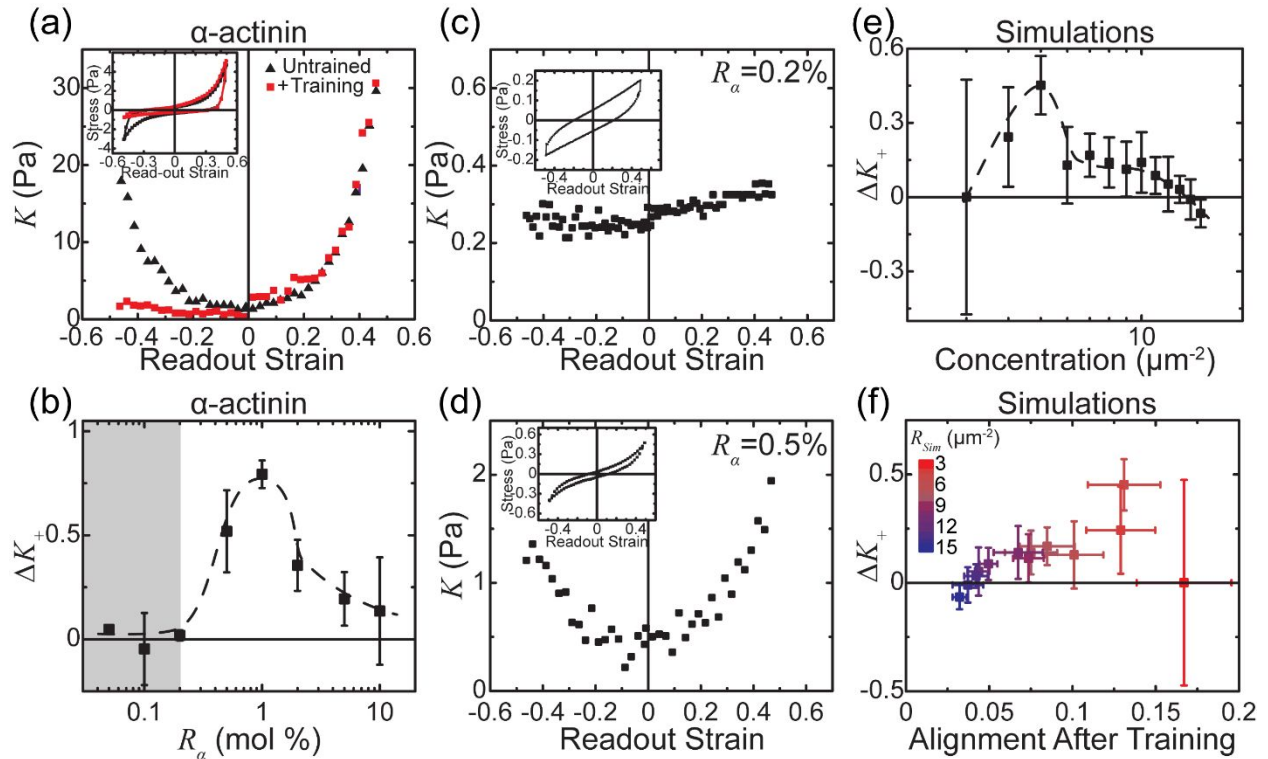 (a)
α-actinin
K (Pa)
30
20
10
0
-0.6 -0.4 -0.2 0 0.2 0.4 0.6
Readout Strain
▲ Untrained
■ +Training
Stress (Pa)
4
2
0
-2
-4
-0.6 -0.3 0 0.3 0.6
Read-out Strain
(c)
R_α=0.2%
K (Pa)
0.6
0.4
0.2
0
-0.6 -0.4 -0.2 0 0.2 0.4 0.6
Readout Strain
Stress (Pa)
0.2
0.1
0
-0.1
-0.2
-0.4 0 0.4
Readout Strain
(e)
Simulations
ΔK₊
0.6
0.3
0
-0.3
10
Concentration (µm⁻²)
(b)
α-actinin
ΔK₊
1
0.5
0
0.1 1 10
R_α (mol %)
(d)
R_α=0.5%
K (Pa)
2
1
0
-0.6 -0.4 -0.2 0 0.2 0.4 0.6
Readout Strain
Stress (Pa)
0.6
0.3
0
-0.3
-0.6
-0.4 0 0.4
Readout Strain
(f)
Simulations
R_Sim (µm⁻²)
3
6
9
12
15
ΔK₊
0.5
0
-0.5
0 0.05 0.1 0.15 0.2
Alignment After Training